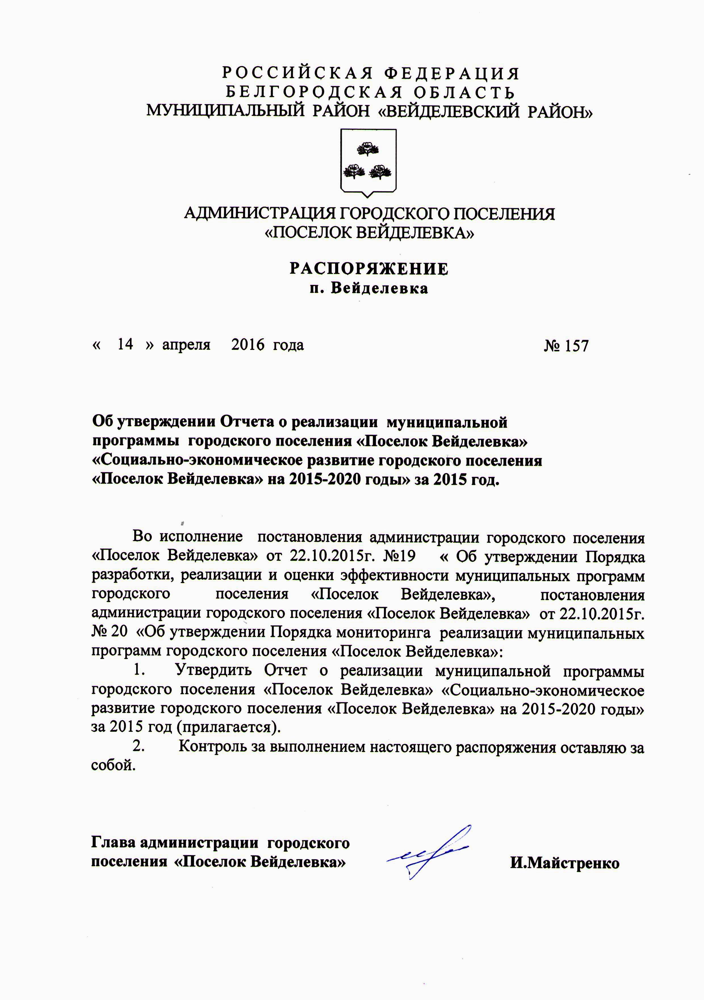 РОССИЙСКАЯ ФЕДЕРАЦИЯ
БЕЛГОРОДСКАЯ ОБЛАСТЬ
МУНИЦИПАЛЬНЫЙ РАЙОН «ВЕЙДЕЛЕВСКИЙ РАЙОН»
АДМИНИСТРАЦИЯ ГОРОДСКОГО ПОСЕЛЕНИЯ
«ПОСЕЛОК ВЕЙДЕЛЕВКА»
РАСПОРЯЖЕНИЕ
п. Вейделевка
« 14 » апреля 2016 года № 157
Об утверждении Отчета о реализации муниципальной
программы городского поселения «Поселок Вейделевка»
«Социально-экономическое развитие городского поселения
«Поселок Вейделевка» на 2015-2020 годы» за 2015 год.
Во исполнение постановления администрации городского поселения
«Поселок Вейделевка» от 22.10.2015г. №19 « Об утверждении Порядка
разработки, реализации и оценки эффективности муниципальных программ
городского поселения «Поселок Вейделевка», постановления
администрации городского поселения «Поселок Вейделевка» от 22.10.2015г.
№ 20 «Об утверждении Порядка мониторинга реализации муниципальных
программ городского поселения «Поселок Вейделевка»:
1. Утвердить Отчет о реализации муниципальной программы
городского поселения «Поселок Вейделевка» «Социально-экономическое
развитие городского поселения «Поселок Вейделевка» на 2015-2020 годы»
за 2015 год (прилагается).
2. Контроль за выполнением настоящего распоряжения оставляю за
собой.
Глава администрации городского
поселения «Поселок Вейделевка» И.Майстренко